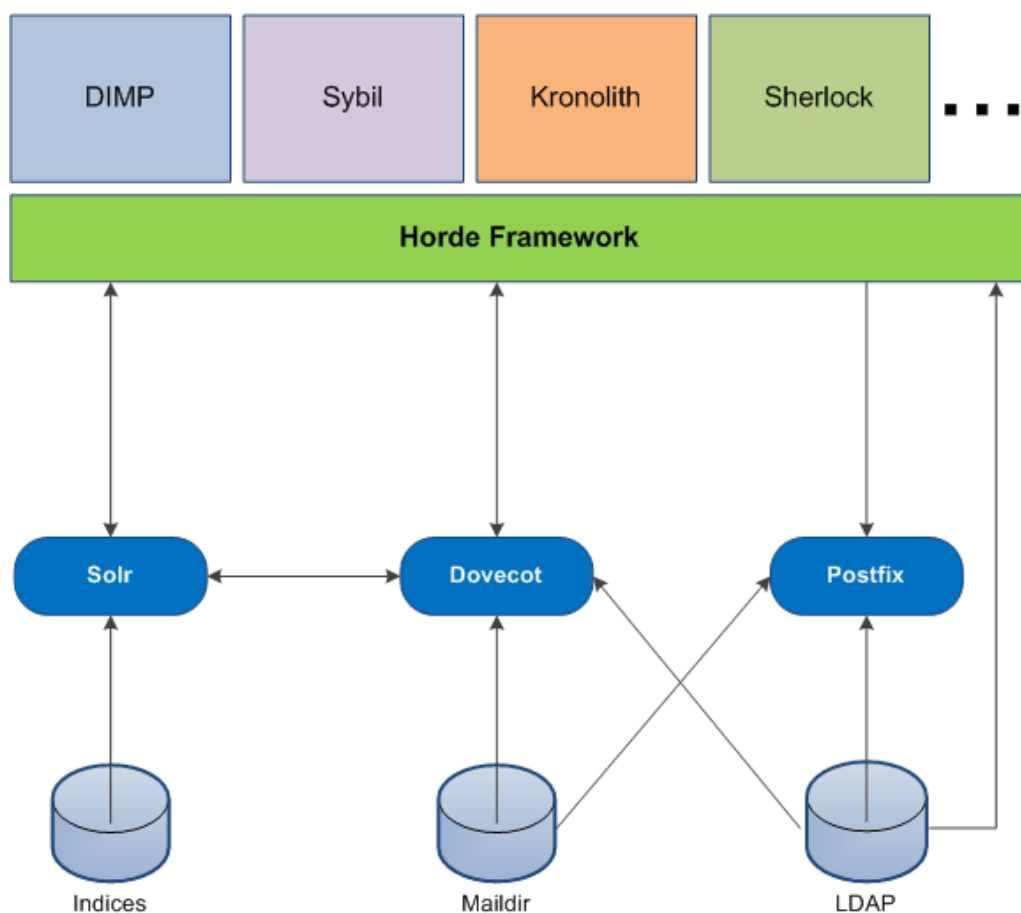 DIMP
Sybil
Kronolith
Sherlock
Horde Framework
Solr
Dovecot
Postfix
Indices
Maildir
LDAP